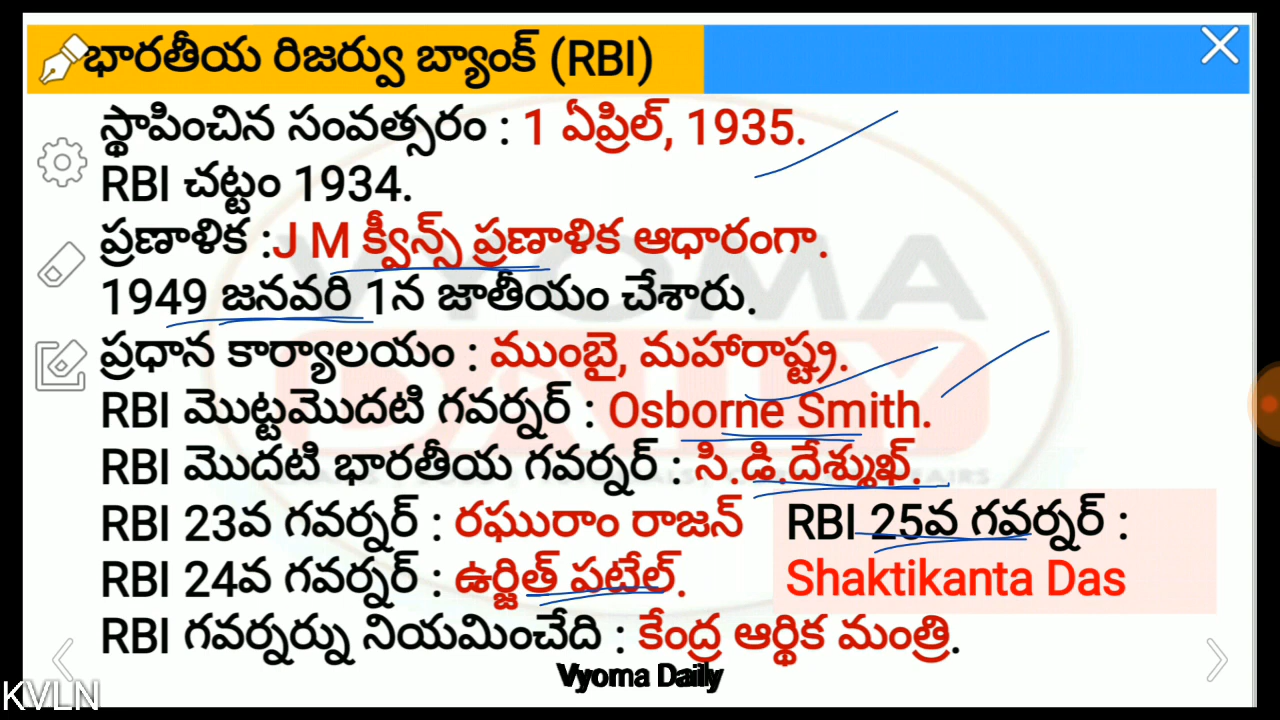 భారతీయ రిజర్వు బ్యాంక్ (RBI)
స్థాపించిన సంవత్సరం : 1 ఏప్రిల్, 1935.
RBI చట్టం 1934.
ప్రణాళిక :J M క్వీన్స్ ప్రణాళిక ఆధారంగా.
1949 జనవరి 1న జాతీయం చేశారు.
ప్రధాన కార్యాలయం : ముంబై, మహారాష్ట్ర.
RBI మొట్టమొదటి గవర్నర్ : Osborne Smith.
RBI మొదటి భారతీయ గవర్నర్ : సి.డి.దేశ్ముఖ్.
RBI 23వ గవర్నర్ : రఘురాం రాజన్
RBI 24వ గవర్నర్ : ఉర్జిత్ పటేల్.
RBI 25వ గవర్నర్ :
Shaktikanta Das
RBI గవర్నర్ను నియమించేది : కేంద్ర ఆర్థిక మంత్రి.
Vyoma Daily
KVLN
VYOMA
DAILY